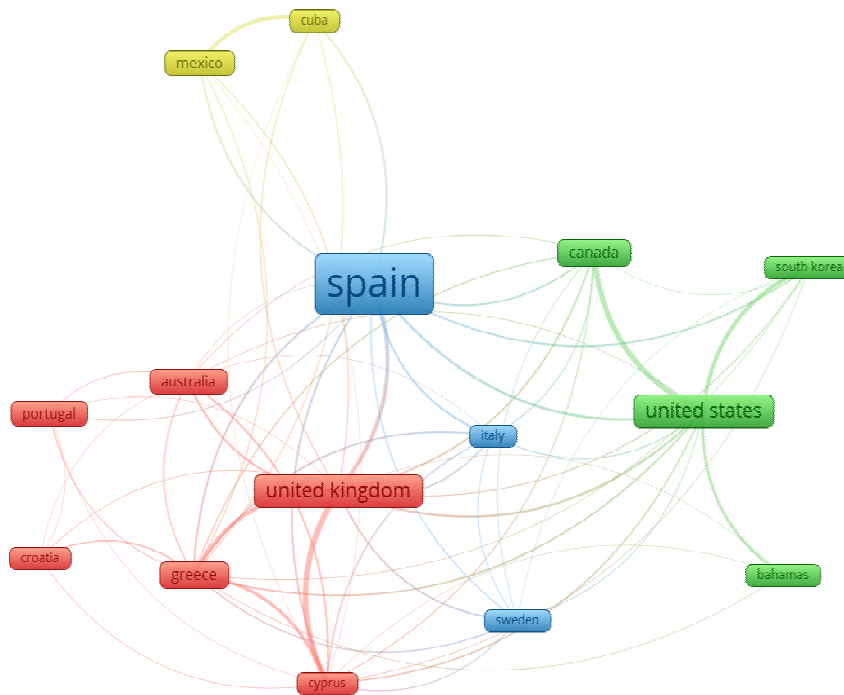 cuba
mexico
spain
canada
south korea
australia
portugal
united states
italy
united kingdom
croatia
greece
bahamas
sweden
cyprus